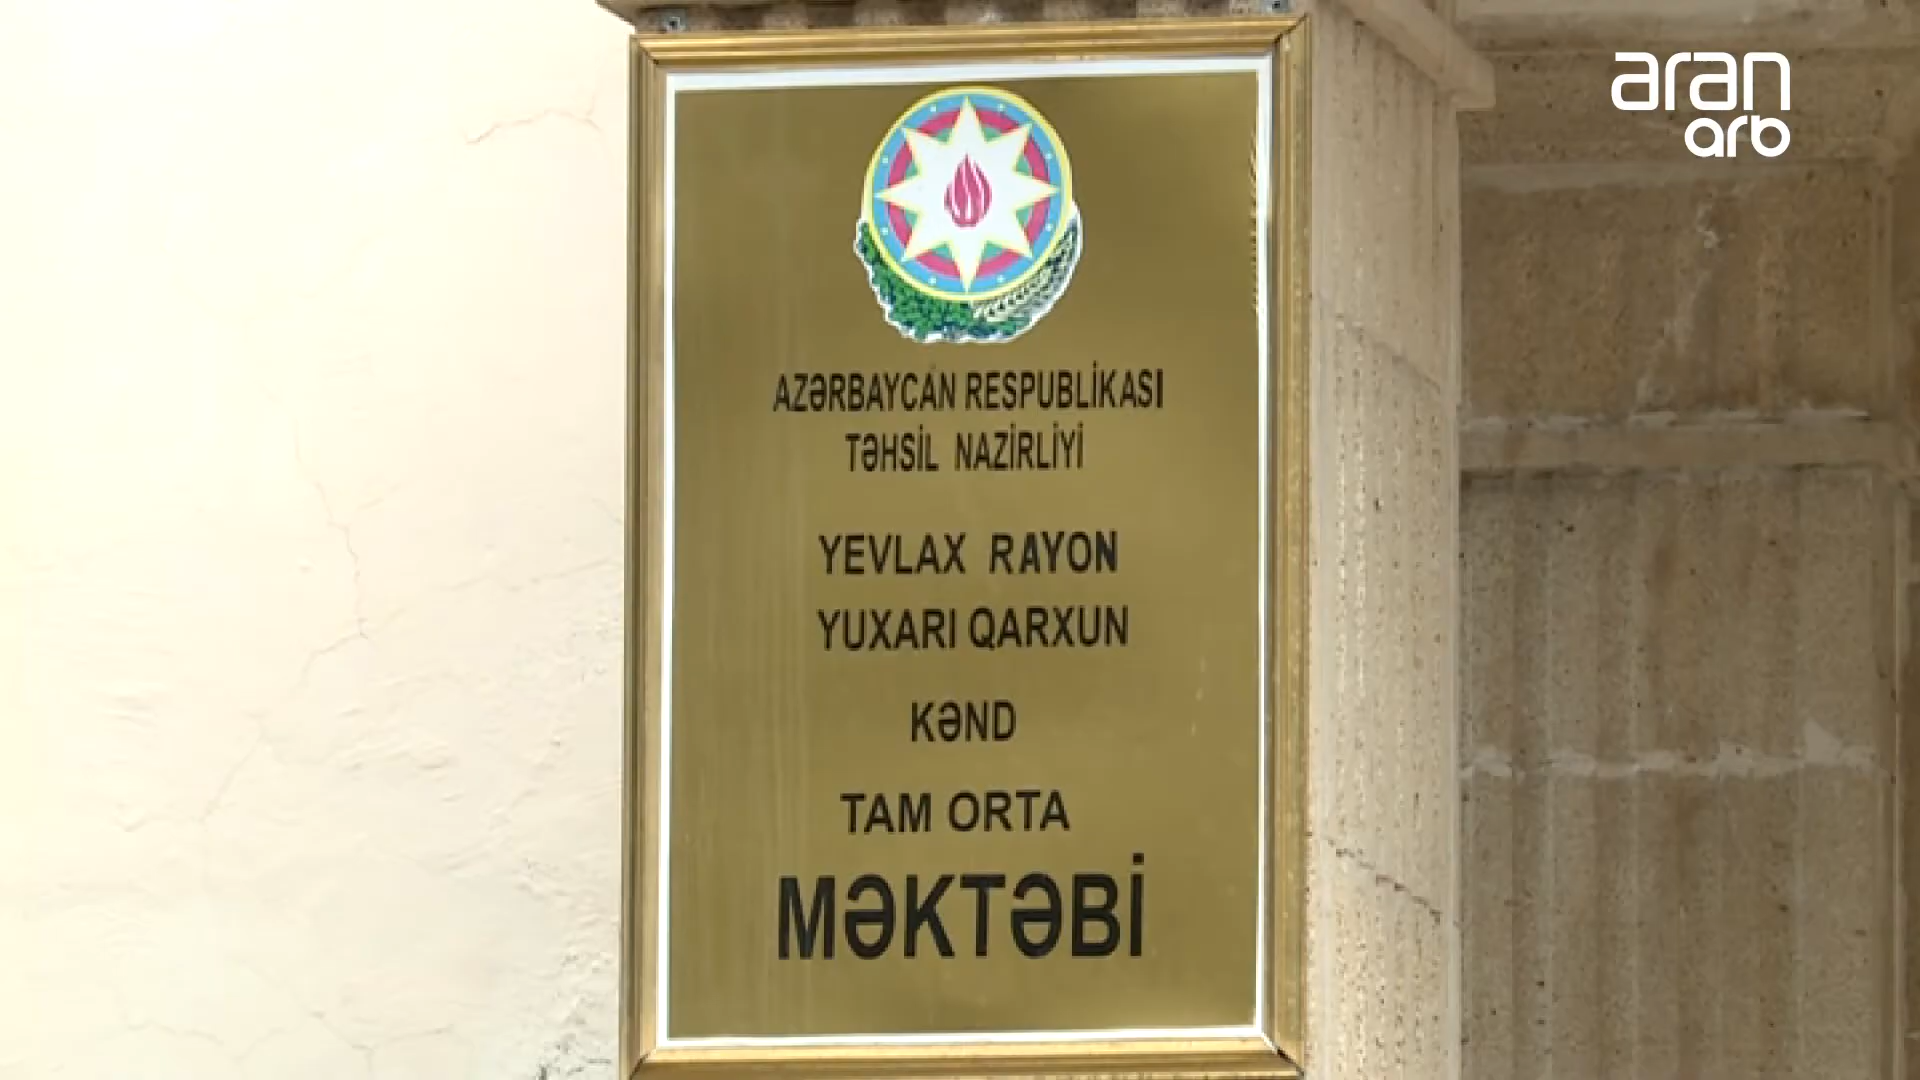 aran
arb
AZƏRBAYCAN RESPUBLİKASI
TƏHSİL NAZİRLİYİ
YEVLAX RAYON
YUXARI QARXUN
KƏND
TAM ORTA
MƏKTƏBİ